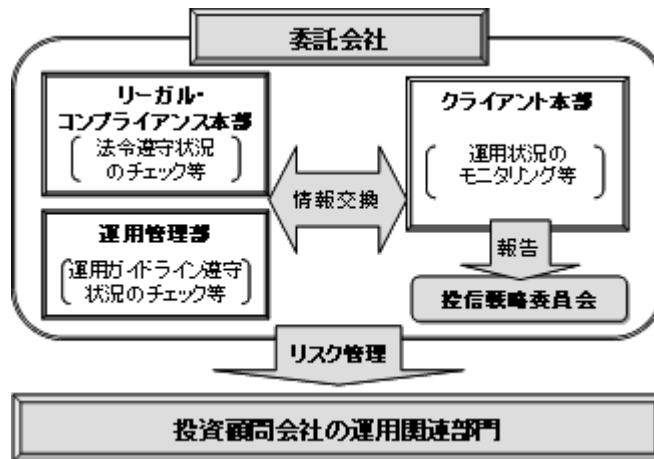 委託会社
リーガル・
コンプライアンス本部
法令遵守状況
のチェック等
運用管理部
運用ガイドライン遵守
状況のチェック等
情報交換
クライアント本部
運用状況の
モニタリング等
報告
投信戦略委員会
リスク管理
投資顧問会社の運用関連部門